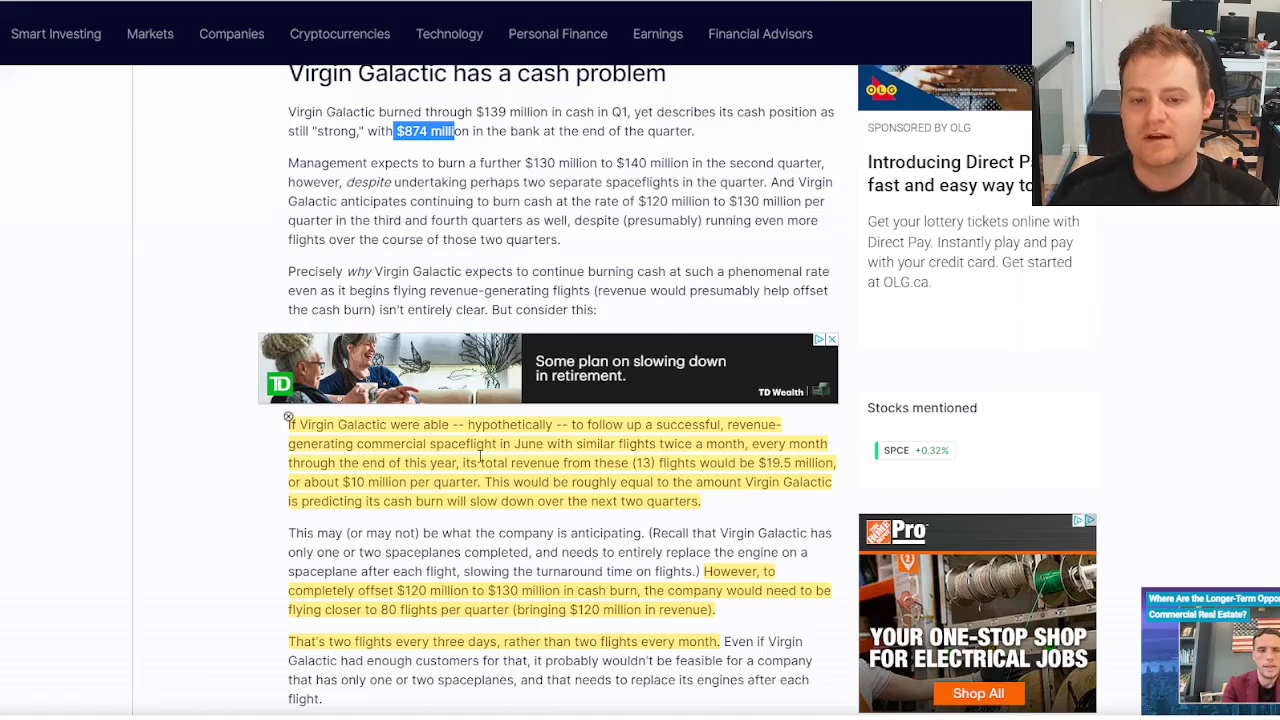 Smart Investing Markets Companies Cryptocurrencies Technology Personal Finance Earnings Financial Advisors
Virgin Galactic has a cash problem
Virgin Galactic burned through $139 million in cash in Q1, yet describes its cash position as
still "strong," with $874 million in the bank at the end of the quarter.
Management expects to burn a further $130 million to $140 million in the second quarter,
however, despite undertaking perhaps two separate spaceflights in the quarter. And Virgin
Galactic anticipates continuing to burn cash at the rate of $120 million to $130 million per
quarter in the third and fourth quarters as well, despite (presumably) running even more
flights over the course of those two quarters.
Precisely why Virgin Galactic expects to continue burning cash at such a phenomenal rate
even as it begins flying revenue-generating flights (revenue would presumably help offset
the cash burn) isn't entirely clear. But consider this:
TD
Some plan on slowing down
in retirement.
TD Wealth
If Virgin Galactic were able -- hypothetically -- to follow up a successful, revenue-
generating commercial spaceflight in June with similar flights twice a month, every month
through the end of this year, its total revenue from these (13) flights would be $19.5 million,
or about $10 million per quarter. This would be roughly equal to the amount Virgin Galactic
is predicting its cash burn will slow down over the next two quarters.
This may (or may not) be what the company is anticipating. (Recall that Virgin Galactic has
only one or two spaceplanes completed, and needs to entirely replace the engine on a
spaceplane after each flight, slowing the turnaround time on flights.) However, to
completely offset $120 million to $130 million in cash burn, the company would need to be
flying closer to 80 flights per quarter (bringing $120 million in revenue).
That's two flights every three days, rather than two flights every month. Even if Virgin
Galactic had enough customers for that, it probably wouldn't be feasible for a company
that has only one or two spaceplanes, and that needs to replace its engines after each
flight.
OLG
SPONSORED BY OLG
Introducing Direct P
fast and easy way to
Get your lottery tickets online with
Direct Pay. Instantly play and pay
with your credit card. Get started
at OLG.ca.
Stocks mentioned
SPCE +0.32%
Pro
YOUR ONE-STOP SHOP
FOR ELECTRICAL JOBS
Shop All
Where Are the Longer-Term Oppo
Commercial Real Estate?